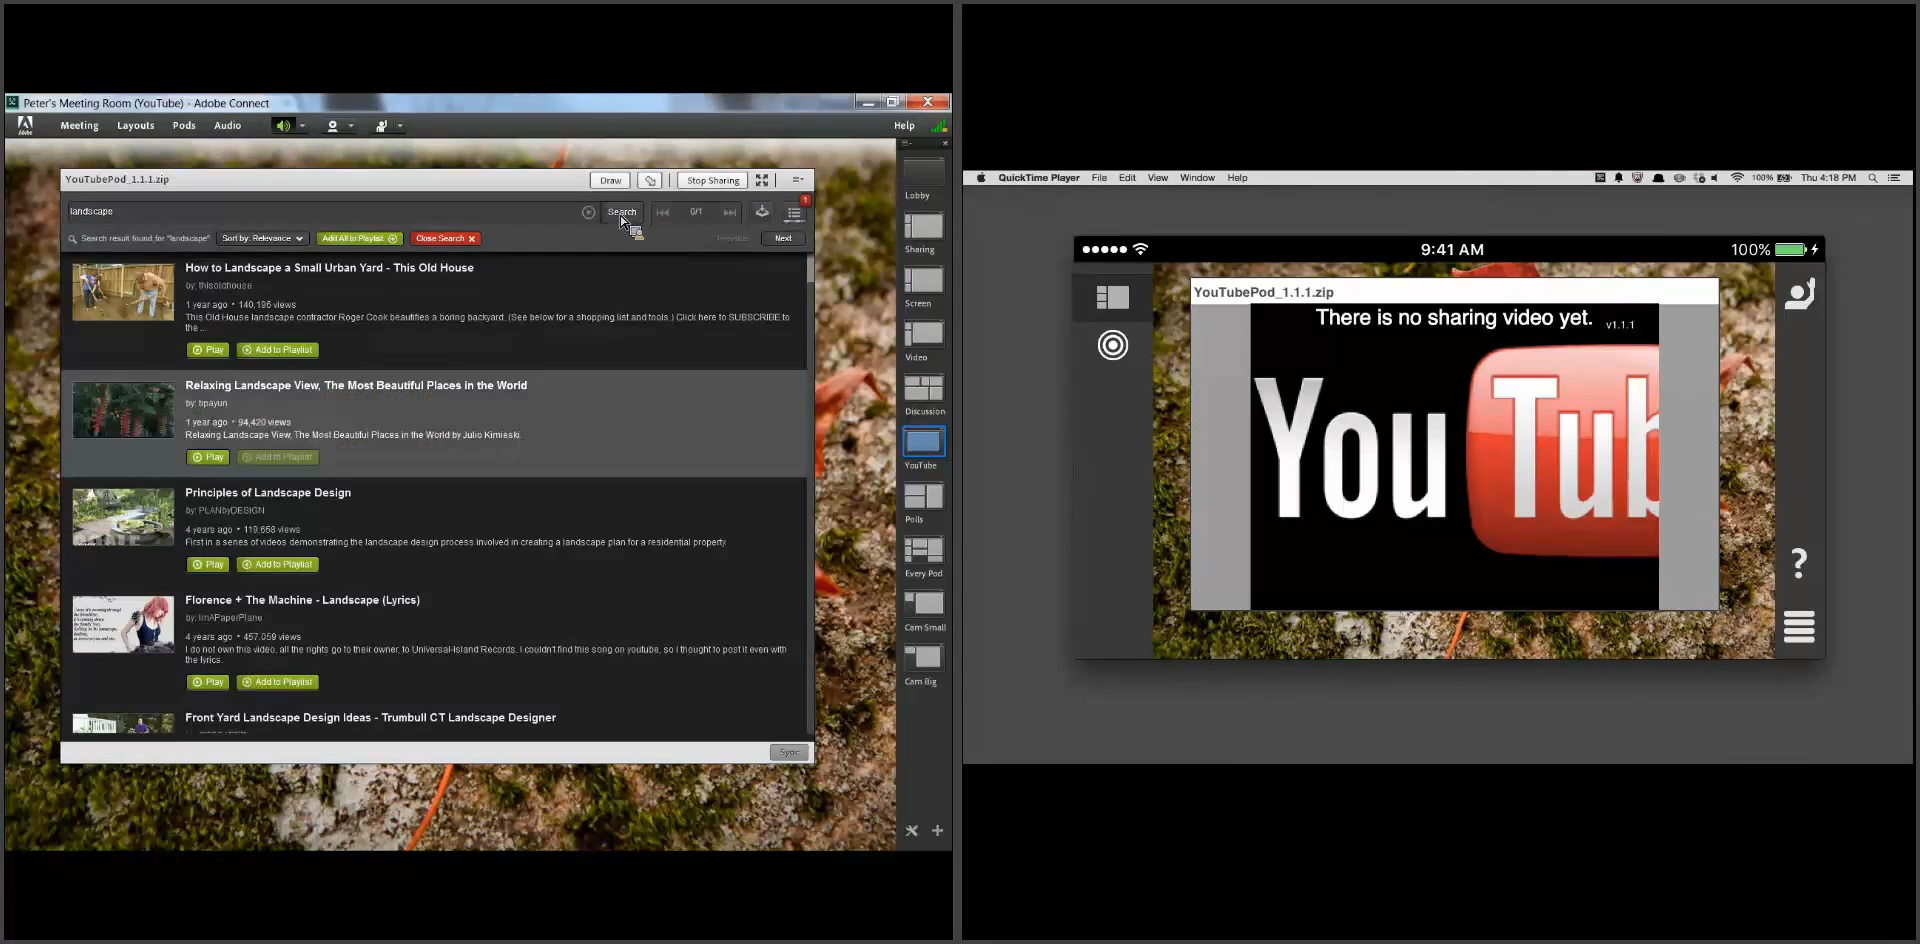 Peter's Meeting Room (YouTube) - Adobe Connect
Adobe
Meeting
Layouts
Pods
Audio
Help
YouTubePod_1.1.1.zip
Draw
Stop Sharing
landscape
Search
0/1
1
Search result found for "landscape"
Sort by: Relevance
Add All to Playlist
Close Search
Next
How to Landscape a Small Urban Yard - This Old House
by: thisoldhouse
1 year ago • 140,196 views
This Old House landscape contractor Roger Cook beautifies a boring backyard. (See below for a shopping list and tools.) Click here to SUBSCRIBE to
the ...
Play
Add to Playlist
Relaxing Landscape View, The Most Beautiful Places in the World
by: tipayun
1 year ago • 94,420 views
Relaxing Landscape View, The Most Beautiful Places in the World by Julio Kimieski.
Play
Add to Playlist
Principles of Landscape Design
by: PLANbyDESIGN
4 years ago • 119,658 views
First in a series of videos demonstrating the landscape design process involved in creating a landscape plan for a residential property.
Play
Add to Playlist
Florence + The Machine - Landscape (Lyrics)
by: ImAPaperPlane
4 years ago • 457,059 views
I do not own this video, all the rights go to their owner, to Universal-Island Records. I couldn't find this song on youtube, so i thought to post it even with
the lyrics.
Play
Add to Playlist
Front Yard Landscape Design Ideas - Trumbull CT Landscape Designer
Sync
Lobby
Sharing
Screen
Video
Discussion
YouTube
Polls
Every Pod
Cam Small
Cam Big
QuickTime Player
File
Edit
View
Window
Help
100%
Thu 4:18 PM
9:41 AM
100%
YouTubePod_1.1.1.zip
There is no sharing video yet.
v1.1.1
You Tub
?